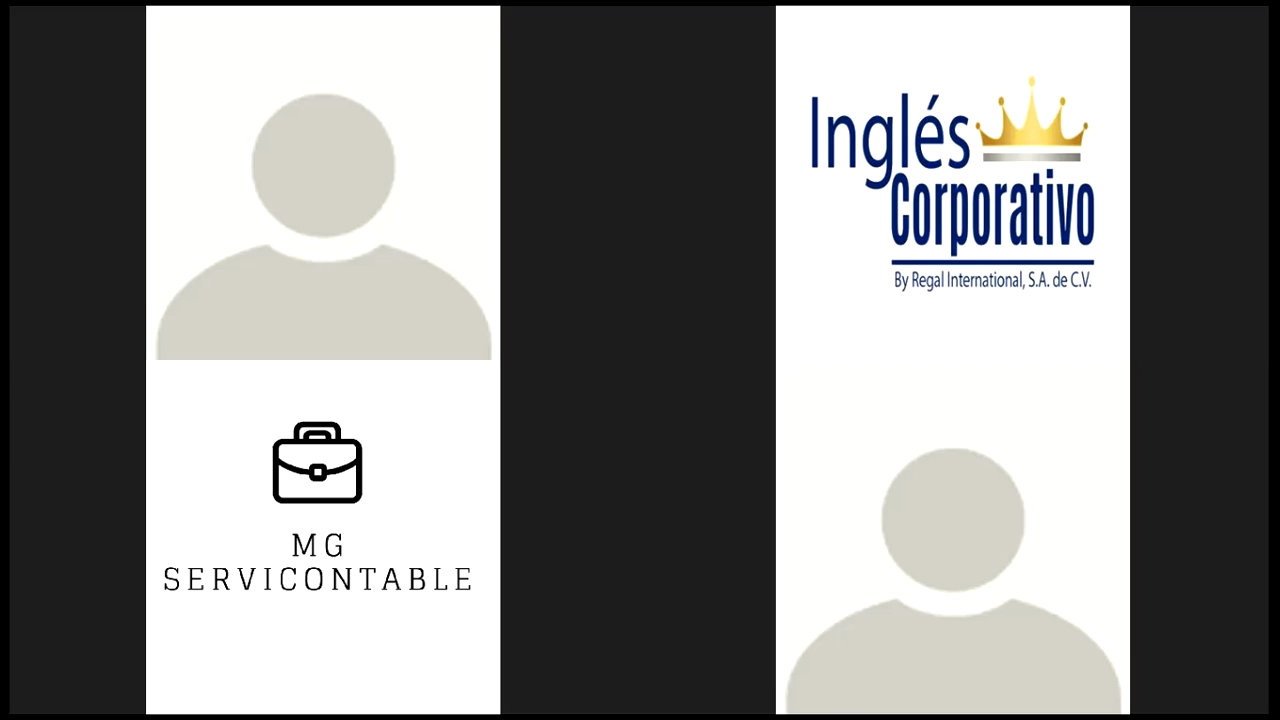 Inglés
Corporativo
By Regal International, S.A. de C.V.
MG
SERVICONTABLE